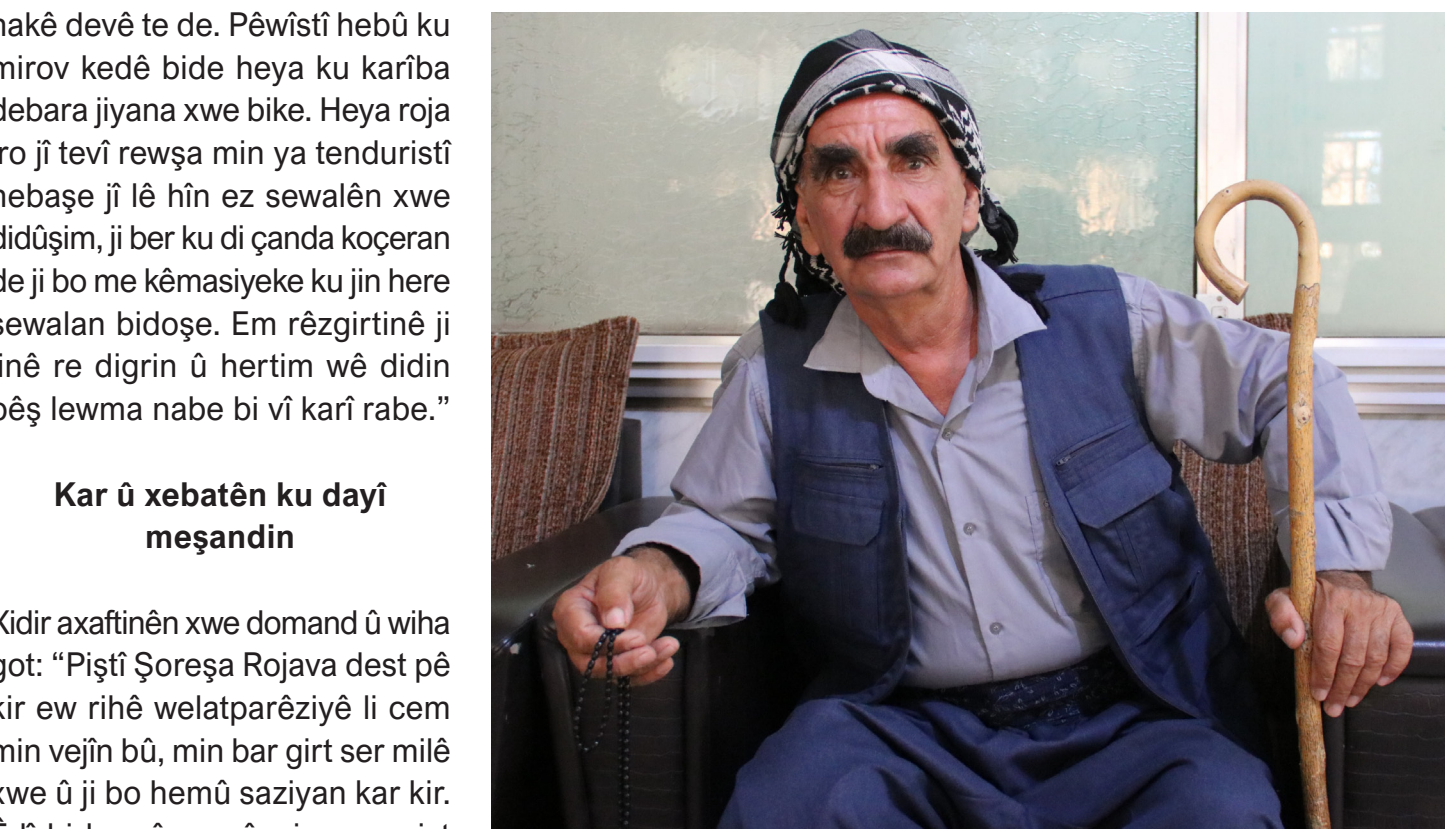 devê te de. Pêwîstî hebû ku
mirov kedê bide heya ku karîba
debara jiyana xwe bike. Heya roja
ro jî tevî rewşa min ya tenduristî
nebaşe jî lê hîn ez sewalên xwe
didûşim, ji ber ku di çanda koçeran
de ji bo me kêmasiyeke ku jin here
sewalan bidoşe. Em rêzgirtinê ji
inê re digrin û hertim wê didin
pêş lewma nabe bi vî karî rabe.”
Kar û xebatên ku dayî
meşandin
Xidir axaftinên xwe domand û wiha
got: “Piştî Şoreşa Rojava dest pê
kir ew rihê welatparêziyê li cem
min vejîn bû, min bar girt ser milê
xwe û ji bo hemû saziyan kar kir.